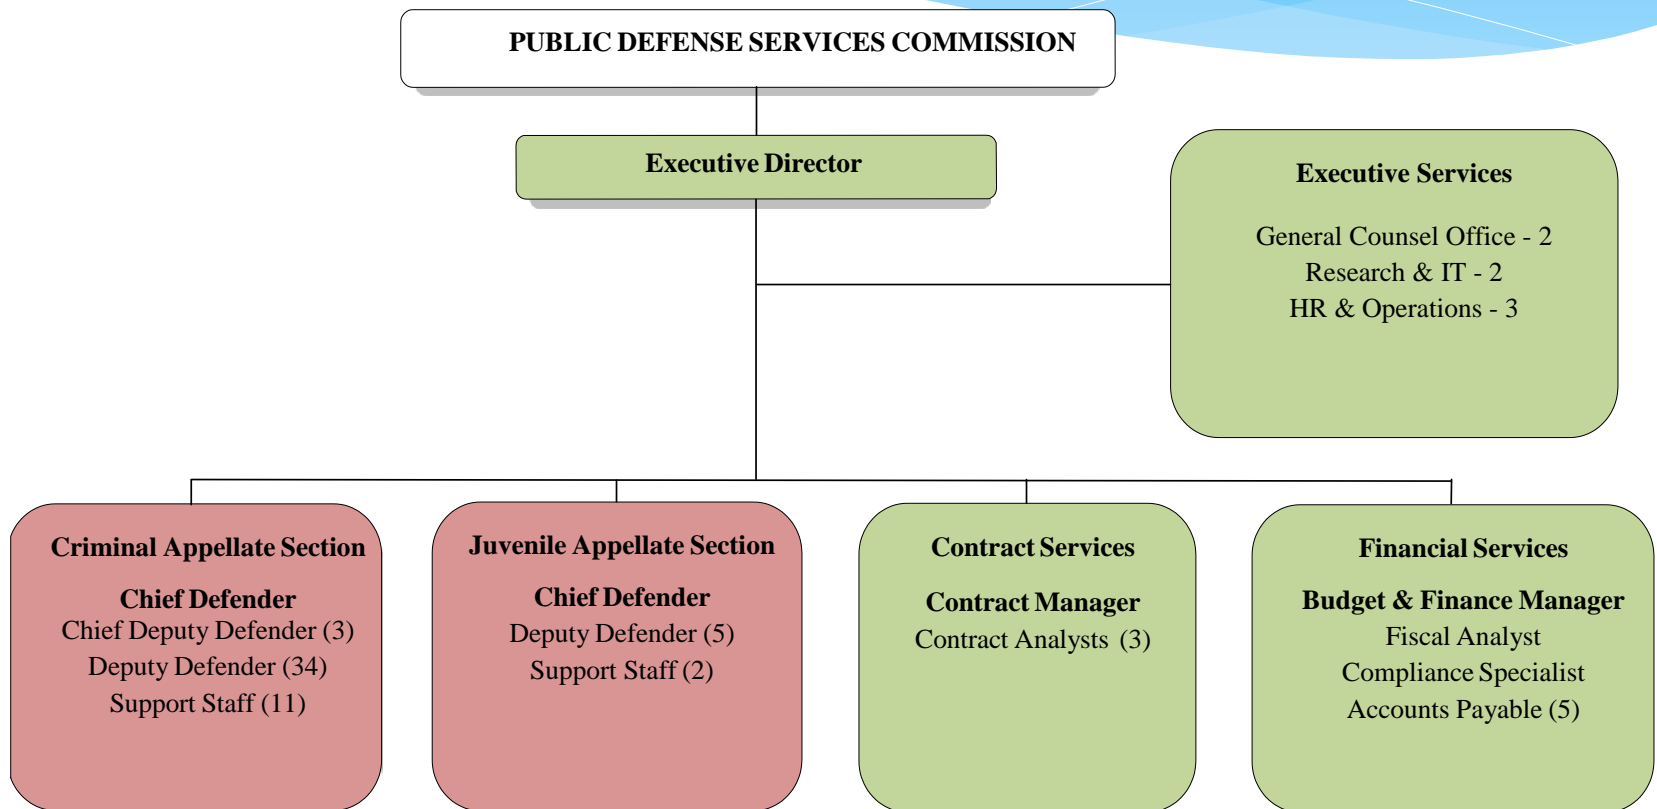 PUBLIC DEFENSE SERVICES COMMISSION
Executive Director
Executive Services
General Counsel Office - 2
Research & IT - 2
HR & Operations - 3
Criminal Appellate Section
Chief Defender
Chief Deputy Defender (3)
Deputy Defender (34)
Support Staff (11)
Juvenile Appellate Section
Chief Defender
Deputy Defender (5)
Support Staff (2)
Contract Services
Contract Manager
Contract Analysts (3)
Financial Services
Budget & Finance Manager
Fiscal Analyst
Compliance Specialist
Accounts Payable (5)